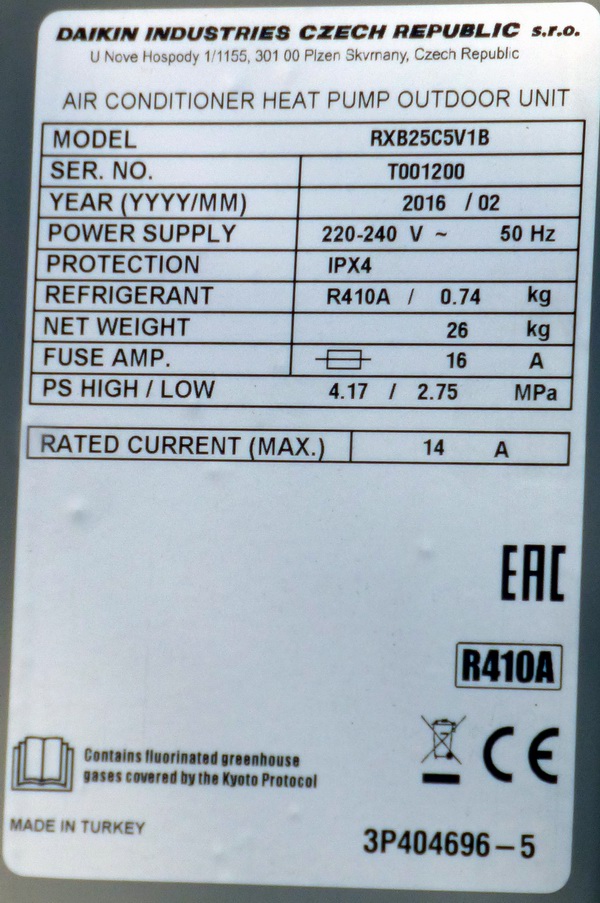 DAIKIN INDUSTRIES CZECH REPUBLIC s.r.o.
U Nove Hospody 1/1155, 301 00 Plzen Skvrnany, Czech Republic
AIR CONDITIONER HEAT PUMP OUTDOOR UNIT
MODEL RXB25C5V1B
SER. NO. T001200
YEAR (YYYY/MM) 2016 / 02
POWER SUPPLY 220-240 V ~ 50 Hz
PROTECTION IPX4
REFRIGERANT R410A / 0.74 kg
NET WEIGHT 26 kg
FUSE AMP. 16 A
PS HIGH / LOW 4.17 / 2.75 MPa
RATED CURRENT (MAX.) 14 A
EAC
R410A
CE
Contains fluorinated greenhouse
gases covered by the Kyoto Protocol
MADE IN TURKEY
3P404696-5